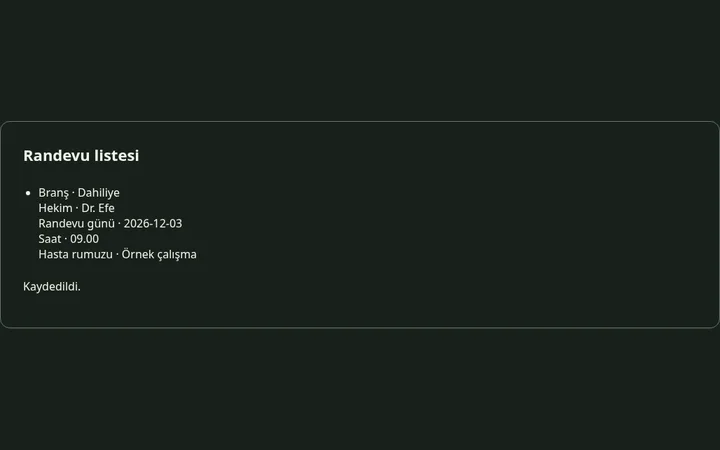 Randevu listesi
• Branş · Dahiliye
Hekim · Dr. Efe
Randevu günü · 2026-12-03
Saat · 09.00
Hasta rumuzu · Örnek çalışma
Kaydedildi.